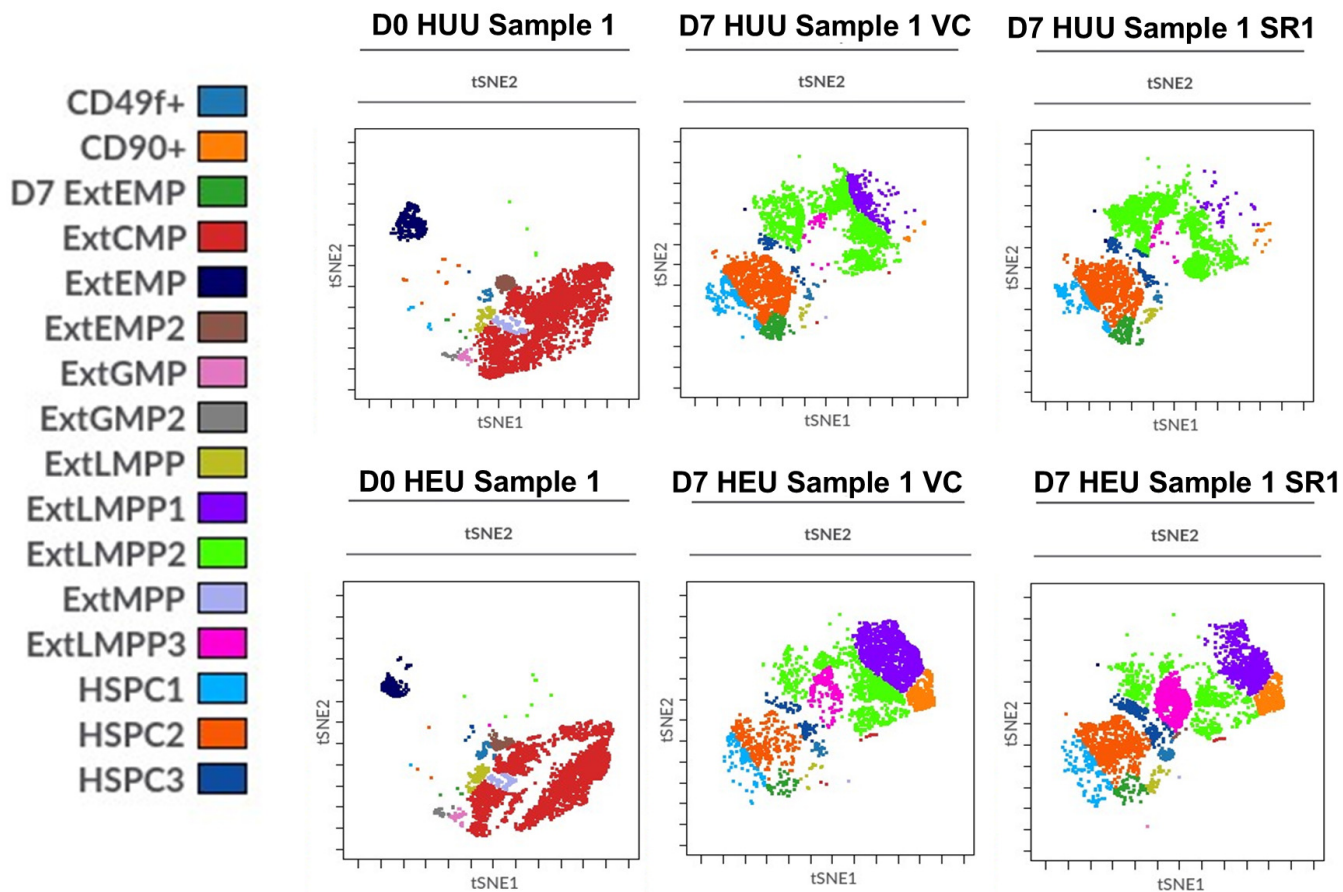 CD49f+
CD90+
D7 ExtEMP
ExtCMP
ExtEMP
ExtEMP2
ExtGMP
ExtGMP2
ExtLMPP
ExtLMPP1
ExtLMPP2
ExtMPP
ExtLMPP3
HSPC1
HSPC2
HSPC3
D0 HUU Sample 1
tSNE2
tSNE2
tSNE1
D7 HUU Sample 1 VC
tSNE2
tSNE2
tSNE1
D7 HUU Sample 1 SR1
tSNE2
tSNE2
tSNE1
D0 HEU Sample 1
tSNE2
tSNE2
tSNE1
D7 HEU Sample 1 VC
tSNE2
tSNE2
tSNE1
D7 HEU Sample 1 SR1
tSNE2
tSNE2
tSNE1